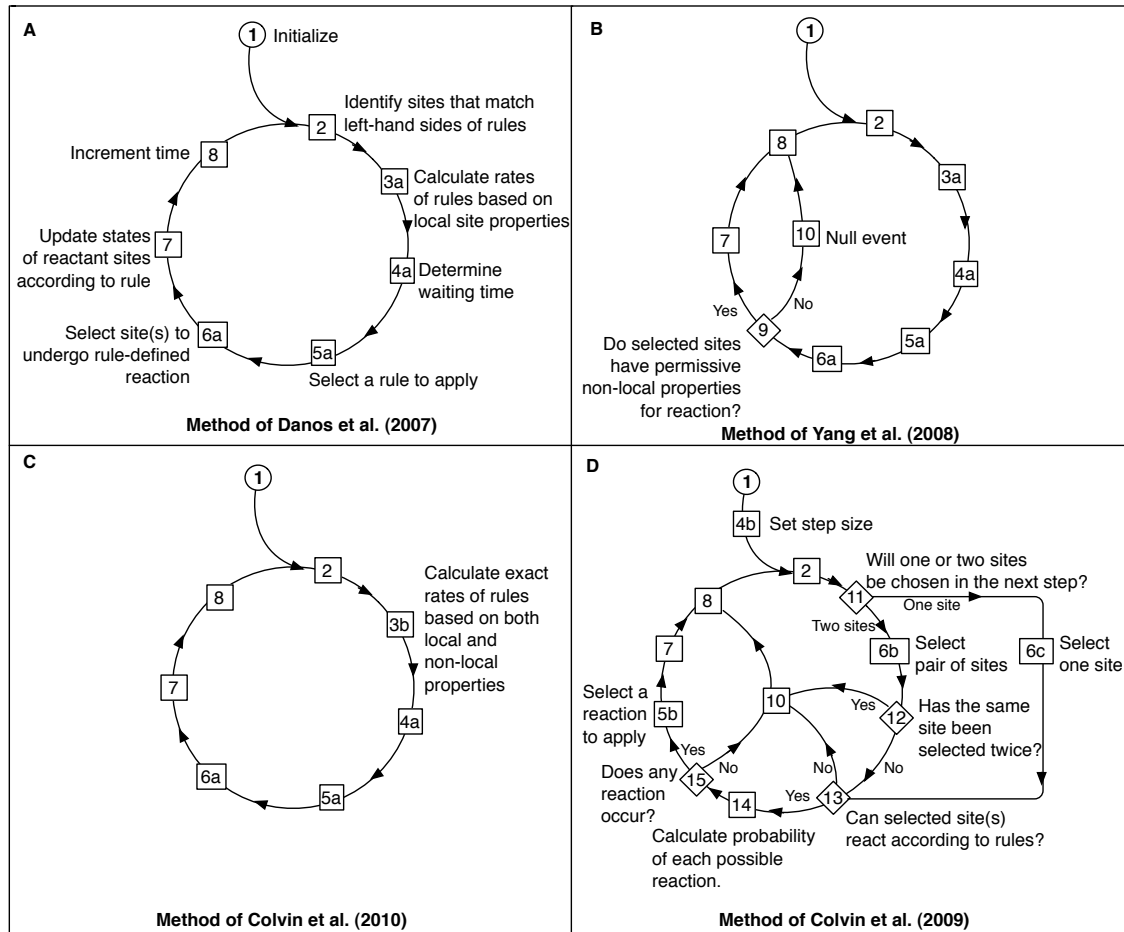 A
1 Initialize
2
Identify sites that match
left-hand sides of rules
3a
Calculate rates
of rules based on
local site properties
4a
Determine
waiting time
5a
Select a rule to apply
6a
Select site(s) to
undergo rule-defined
reaction
7
Update states
of reactant sites
according to rule
8
Increment time
Method of Danos et al. (2007)
B
1
2
3a
4a
5a
6a
9
Do selected sites
have permissive
non-local properties
for reaction?
Yes
No
7
10
Null event
8
Method of Yang et al. (2008)
C
1
2
3b
Calculate exact
rates of rules
based on both
local and
non-local
properties
4a
5a
6a
7
8
Method of Colvin et al. (2010)
D
1
4b
Set step size
2
11
Will one or two sites
be chosen in the next step?
One site
Two sites
6b
Select
pair of sites
6c
Select
one site
12
Has the same
site been
selected twice?
Yes
No
13
Can selected site(s)
react according to rules?
Yes
No
14
Calculate probability
of each possible
reaction.
15
Does any
reaction
occur?
Yes
No
10
5b
Select a
reaction
to apply
7
8
Method of Colvin et al. (2009)